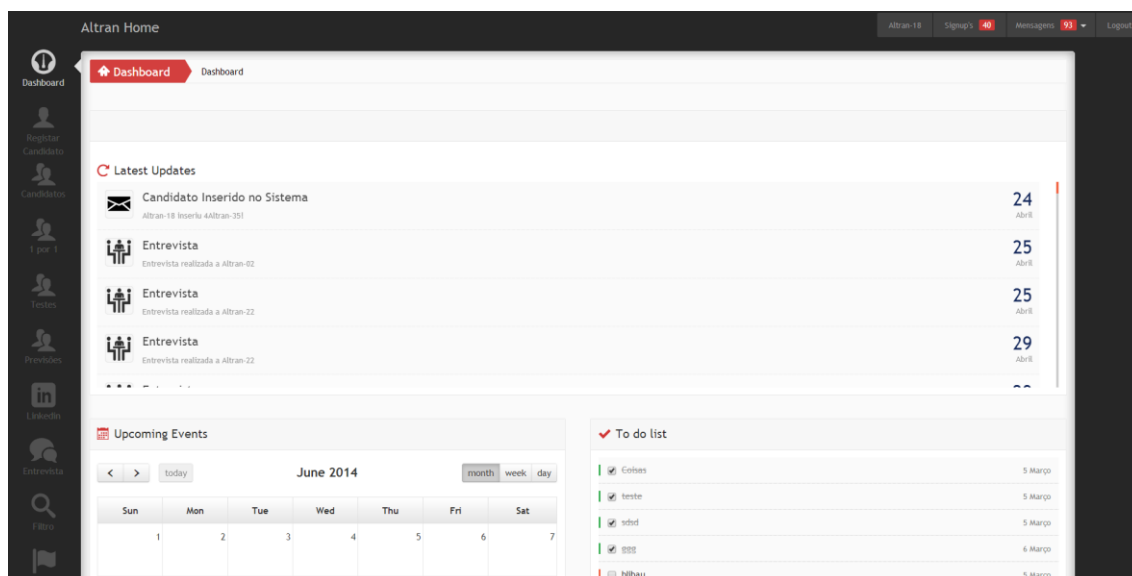 Altran Home
Altran-18 Signup's 40 Mensagens 93 Logout
Dashboard
Registar
Candidato
Candidatos
1 por 1
Testes
Previsões
Linkedin
Entrevista
Filtro
Dashboard Dashboard
Latest Updates
Candidato Inserido no Sistema
Altran-18 inseriu 4Altran-35!
24
Abril
Entrevista
Entrevista realizada a Altran-02
25
Abril
Entrevista
Entrevista realizada a Altran-22
25
Abril
Entrevista
Entrevista realizada a Altran-22
29
Abril
Upcoming Events
today June 2014 month week day
Sun Mon Tue Wed Thu Fri Sat
1 2 3 4 5 6 7
To do list
Coisas 5 Março
teste 5 Março
sdsd 5 Março
ggg 6 Março
5 Março